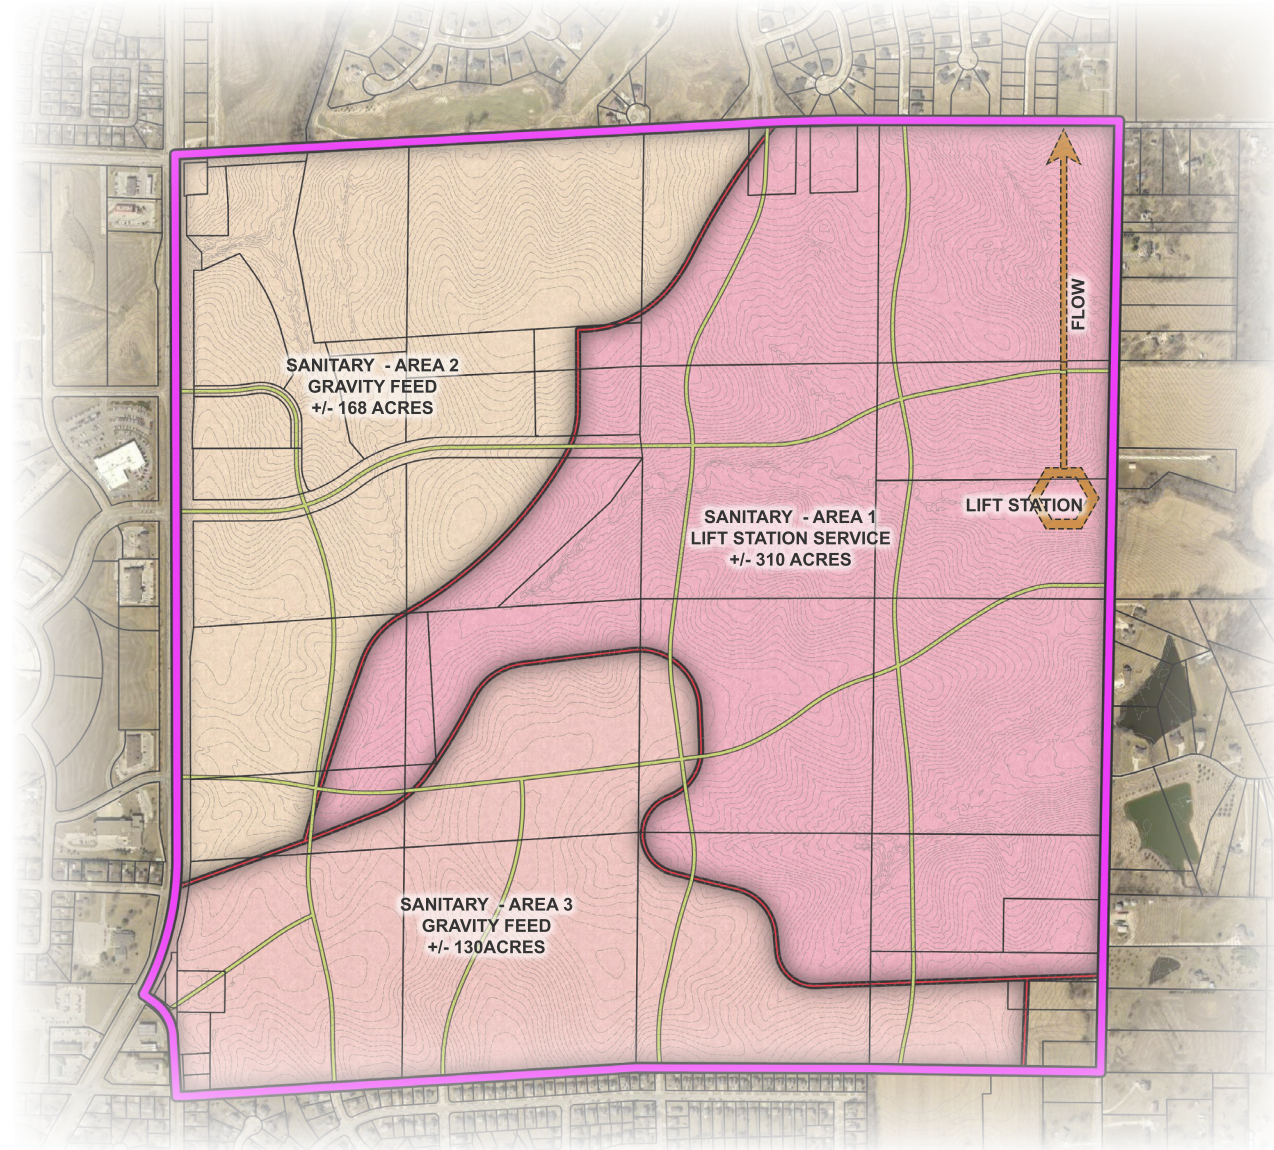 FLOW
SANITARY - AREA 2
GRAVITY FEED
+/- 168 ACRES
LIFT STATION
SANITARY - AREA 1
LIFT STATION SERVICE
+/- 310 ACRES
SANITARY - AREA 3
GRAVITY FEED
+/- 130ACRES